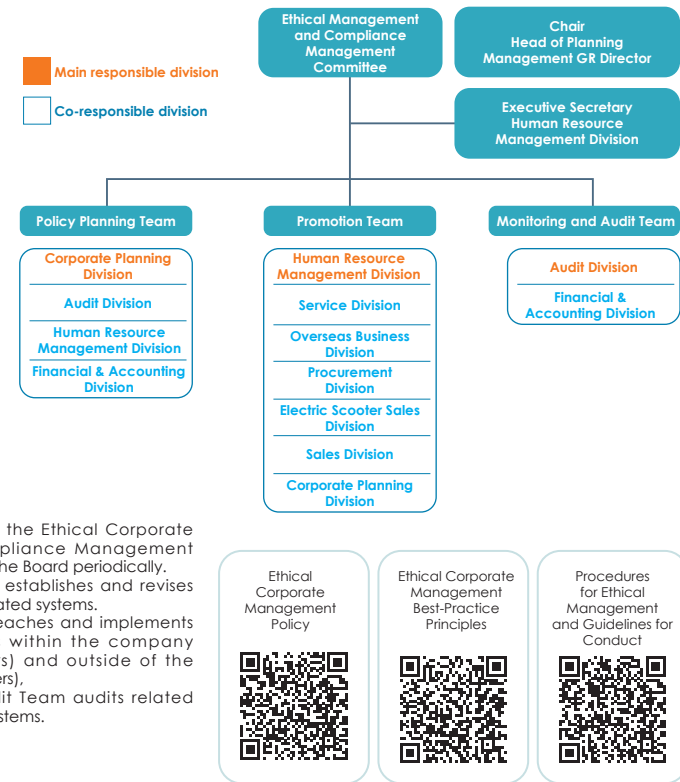 Ethical Management
and Compliance
Management
Committee
Chair
Head of Planning
Management GR Director
Main responsible division
Co-responsible division
Executive Secretary
Human Resource
Management Division
Policy Planning Team
Promotion Team
Monitoring and Audit Team
Corporate Planning
Division
Audit Division
Human Resource
Management Division
Financial & Accounting
Division
Human Resource
Management Division
Service Division
Overseas Business
Division
Procurement
Division
Electric Scooter Sales
Division
Sales Division
Corporate Planning
Division
Audit Division
Financial &
Accounting Division
the Ethical Corporate
pliance Management
he Board periodically.
establishes and revises
ated systems.
eaches and implements
within the company
s) and outside of the
ers),
it Team audits related
stems.
Ethical
Corporate
Management
Policy
Ethical Corporate
Management
Best-Practice
Principles
Procedures
for Ethical
Management
and Guidelines for
Conduct